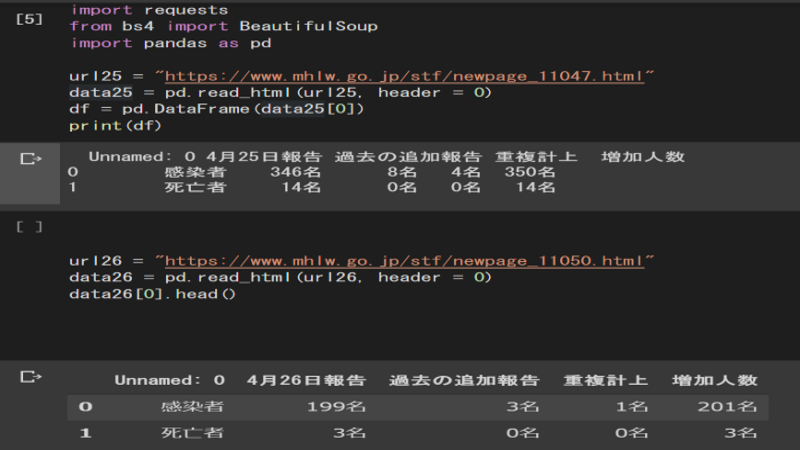 [5]
import requests
from bs4 import BeautifulSoup
import pandas as pd
url25 = "https://www.mhlw.go.jp/stf/newpage_11047.html"
data25 = pd.read_html(url25, header = 0)
df = pd.DataFrame(data25[0])
print(df)
Unnamed: 0 4月25日報告 過去の追加報告 重複計上 増加人数
0 感染者 346名 8名 4名 350名
1 死亡者 14名 0名 0名 14名
[ ]
url26 = "https://www.mhlw.go.jp/stf/newpage_11050.html"
data26 = pd.read_html(url26, header = 0)
data26[0].head()
Unnamed: 0 4月26日報告 過去の追加報告 重複計上 増加人数
0 感染者 199名 3名 1名 201名
1 死亡者 3名 0名 0名 3名